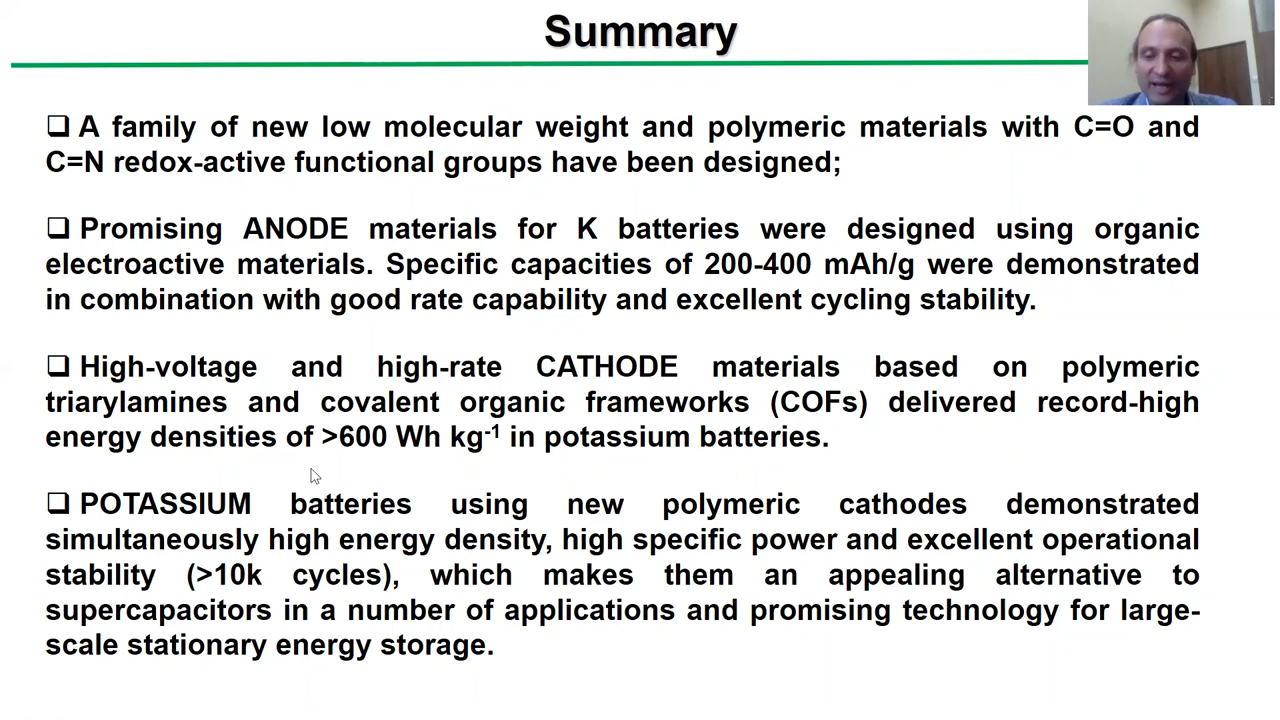 Summary
❑ A family of new low molecular weight and polymeric materials with C=O and
C=N redox-active functional groups have been designed;
❑ Promising ANODE materials for K batteries were designed using organic
electroactive materials. Specific capacities of 200-400 mAh/g were demonstrated
in combination with good rate capability and excellent cycling stability.
❑ High-voltage and high-rate CATHODE materials based on polymeric
triarylamines and covalent organic frameworks (COFs) delivered record-high
energy densities of >600 Wh kg⁻¹ in potassium batteries.
❑ POTASSIUM batteries using new polymeric cathodes demonstrated
simultaneously high energy density, high specific power and excellent operational
stability (>10k cycles), which makes them an appealing alternative to
supercapacitors in a number of applications and promising technology for large-
scale stationary energy storage.